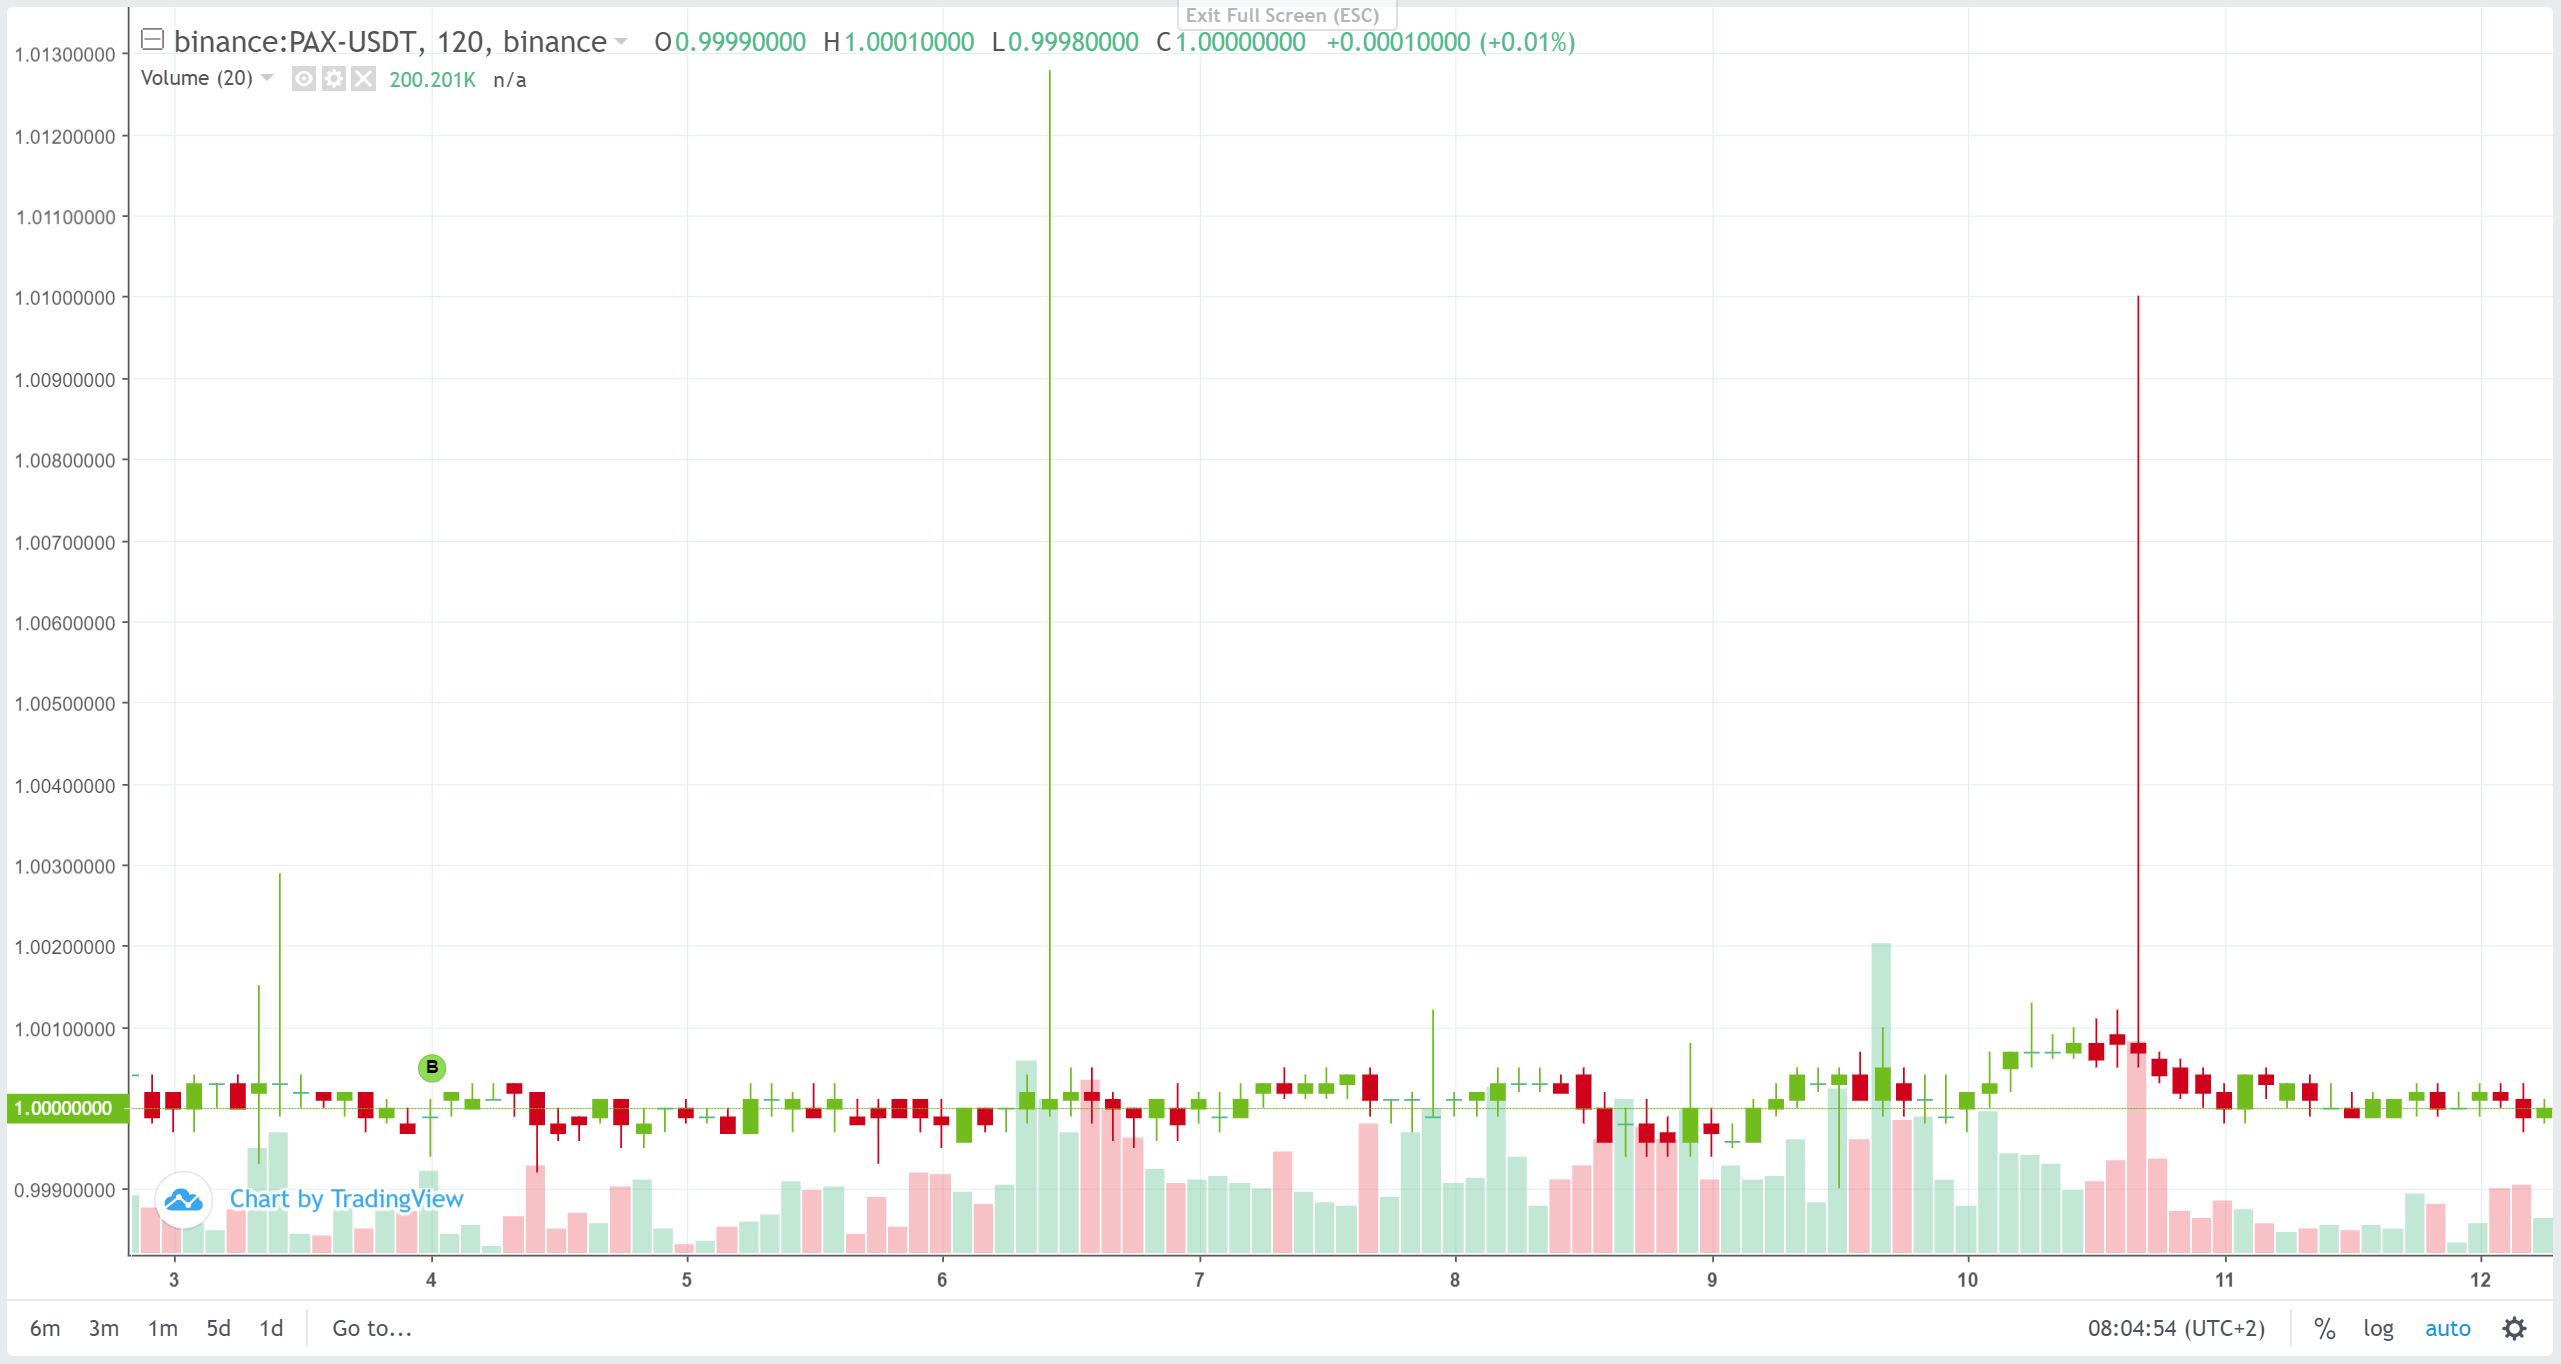 Exit Full Screen (ESC)
binance:PAX-USDT, 120, binance O0.99990000 H1.00010000 L0.99980000 C1.00000000 +0.00010000 (+0.01%)
Volume (20) 200.201K n/a
1.01300000
1.01200000
1.01100000
1.01000000
1.00900000
1.00800000
1.00700000
1.00600000
1.00500000
1.00400000
1.00300000
1.00200000
1.00100000
B
1.00000000
0.99900000
Chart by TradingView
3 4 5 6 7 8 9 10 11 12
6m 3m 1m 5d 1d Go to... 08:04:54 (UTC+2) % log auto